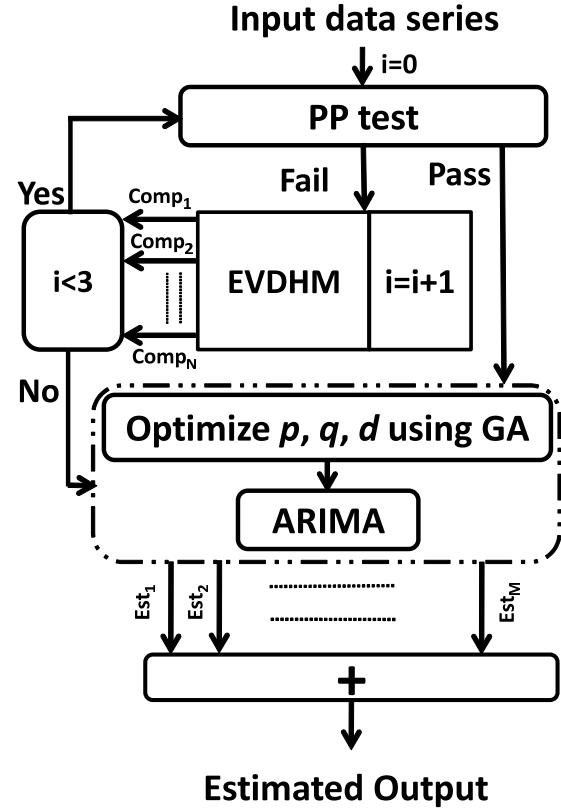 Input data series
i=0
PP test
Fail
Pass
Yes
Comp1
Comp2
i<3
EVDHM
i=i+1
CompN
No
Optimize p, q, d using GA
ARIMA
Est1
Est2
EstM
+
Estimated Output